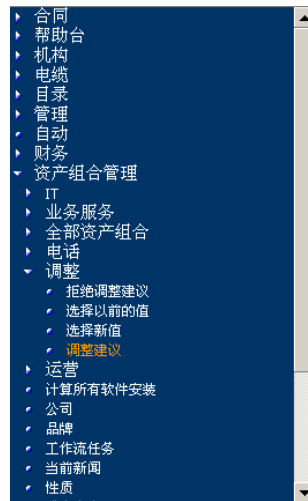 合同
帮助台
机构
电缆
目录
管理
自动
财务
资产组合管理
IT
业务服务
全部资产组合
电话
调整
拒绝调整建议
选择以前的值
选择新值
调整建议
运营
计算所有软件安装
公司
品牌
工作流任务
当前新闻
性质